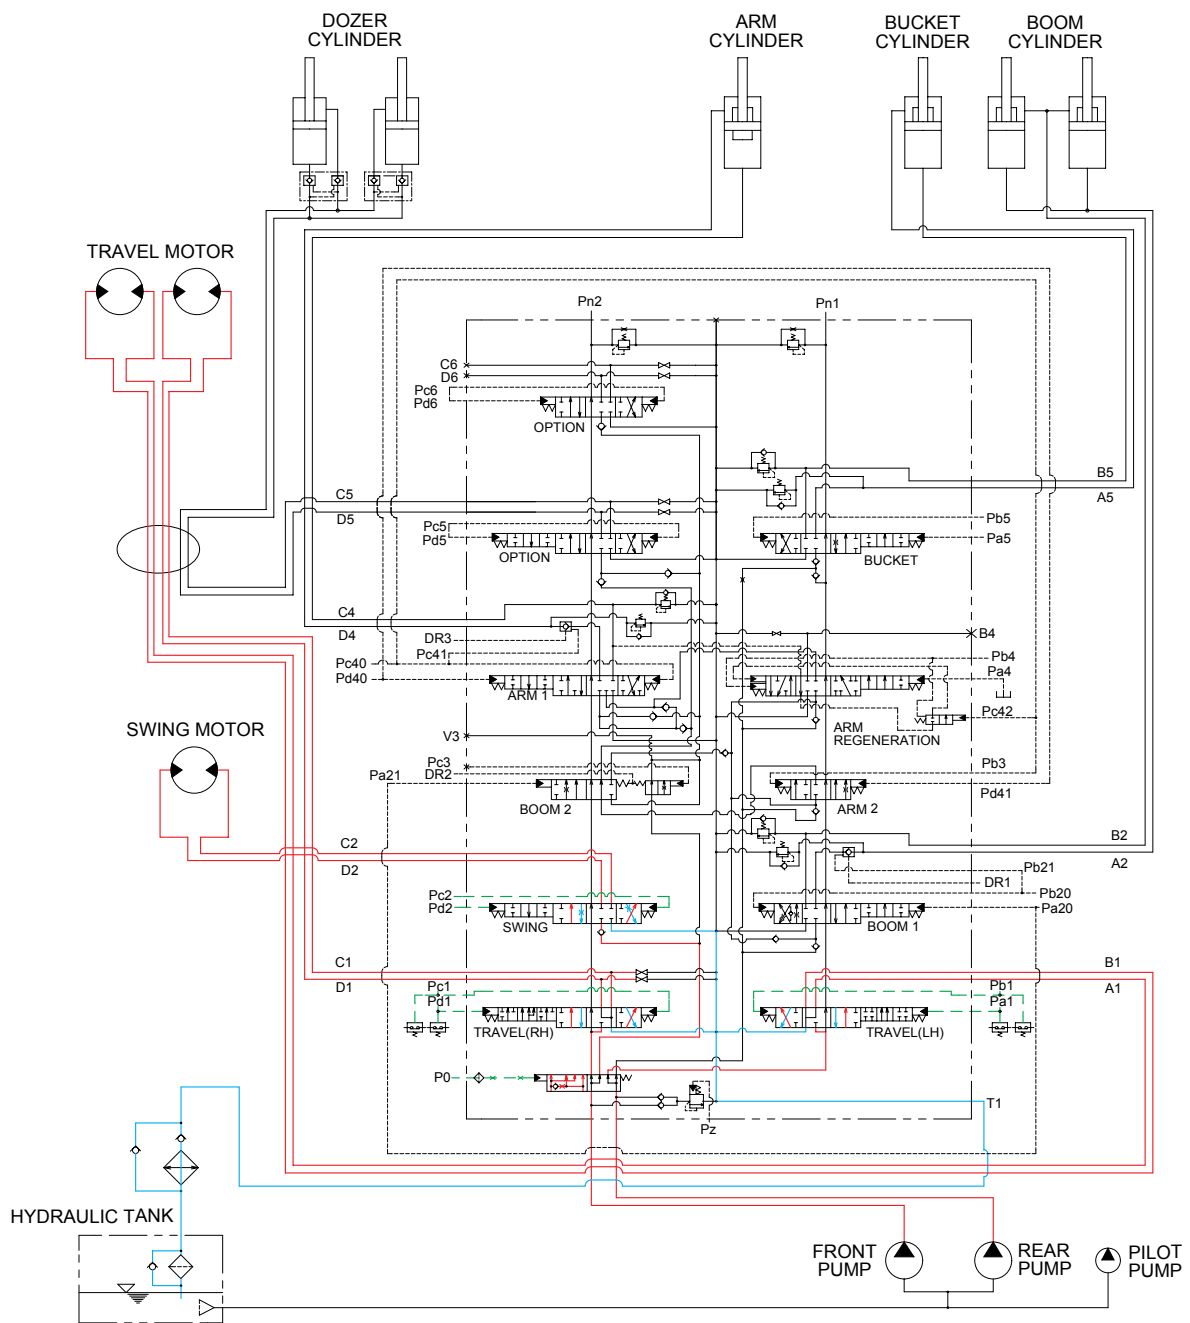 DOZER
CYLINDER
ARM
CYLINDER
BUCKET
CYLINDER
BOOM
CYLINDER
TRAVEL MOTOR
Pn2
Pn1
C6
D6
Pc6
Pd6
OPTION
B5
A5
C5
D5
Pc5
Pd5
OPTION
Pb5
Pa5
BUCKET
C4
D4
DR3
Pc41
Pc40
Pd40
ARM 1
B4
Pb4
Pa4
Pc42
ARM
REGENERATION
SWING MOTOR
V3
Pc3
DR2
Pa21
BOOM 2
Pb3
Pd41
ARM 2
C2
D2
B2
A2
Pb21
DR1
Pc2
Pd2
SWING
Pb20
Pa20
BOOM 1
C1
D1
B1
A1
Pc1
Pd1
TRAVEL(RH)
Pb1
Pa1
TRAVEL(LH)
P0
T1
Pz
HYDRAULIC TANK
FRONT
PUMP
REAR
PUMP
PILOT
PUMP